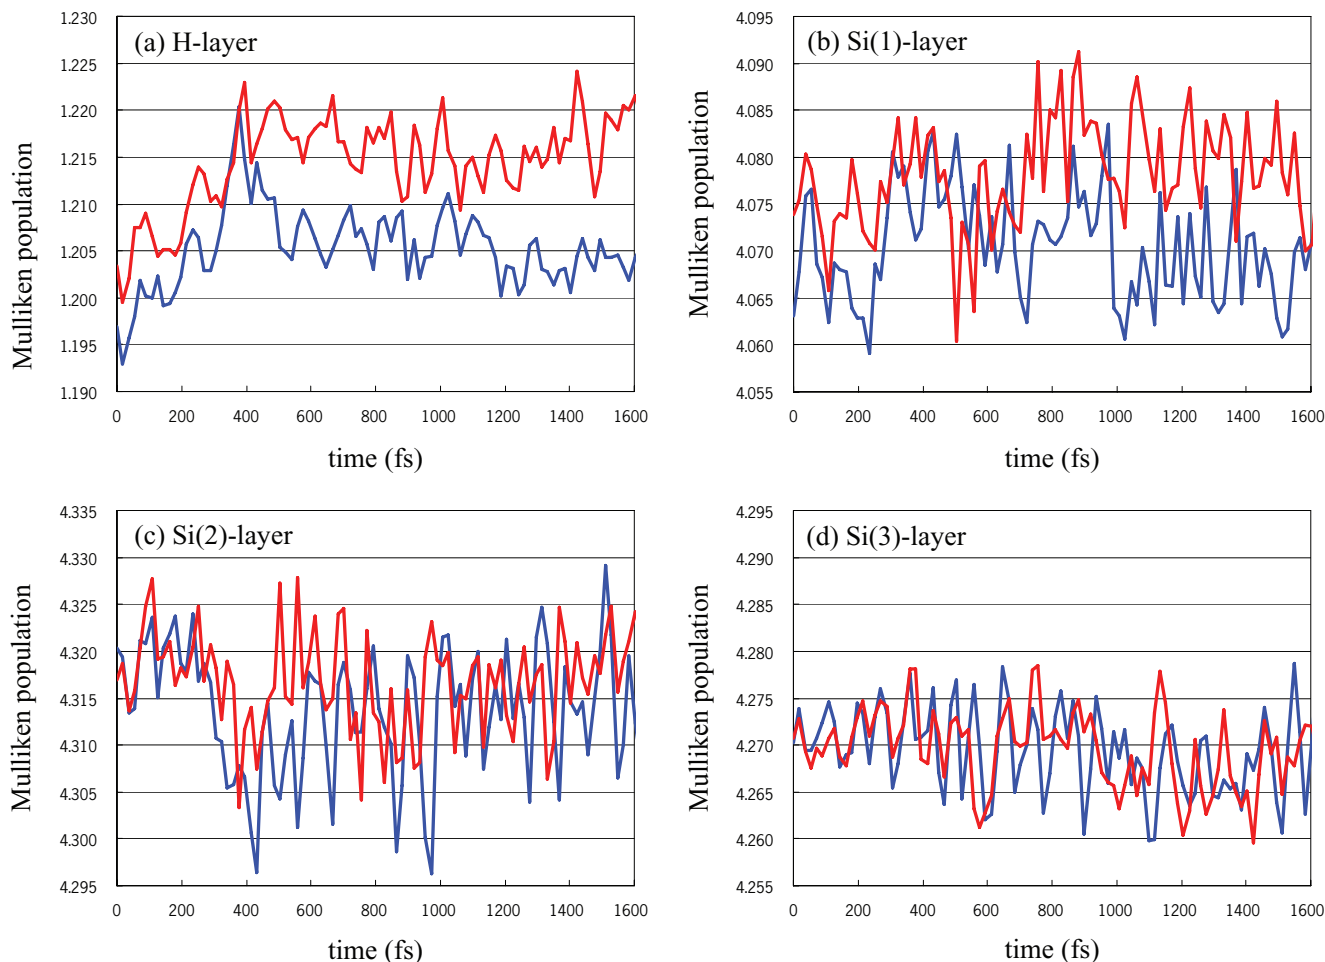 (a) H-layer
Mulliken population
1.230
1.225
1.220
1.215
1.210
1.205
1.200
1.195
1.190
0 200 400 600 800 1000 1200 1400 1600
time (fs)
(b) Si(1)-layer
Mulliken population
4.095
4.090
4.085
4.080
4.075
4.070
4.065
4.060
4.055
0 200 400 600 800 1000 1200 1400 1600
time (fs)
(c) Si(2)-layer
Mulliken population
4.335
4.330
4.325
4.320
4.315
4.310
4.305
4.300
4.295
0 200 400 600 800 1000 1200 1400 1600
time (fs)
(d) Si(3)-layer
Mulliken population
4.295
4.290
4.285
4.280
4.275
4.270
4.265
4.260
4.255
0 200 400 600 800 1000 1200 1400 1600
time (fs)